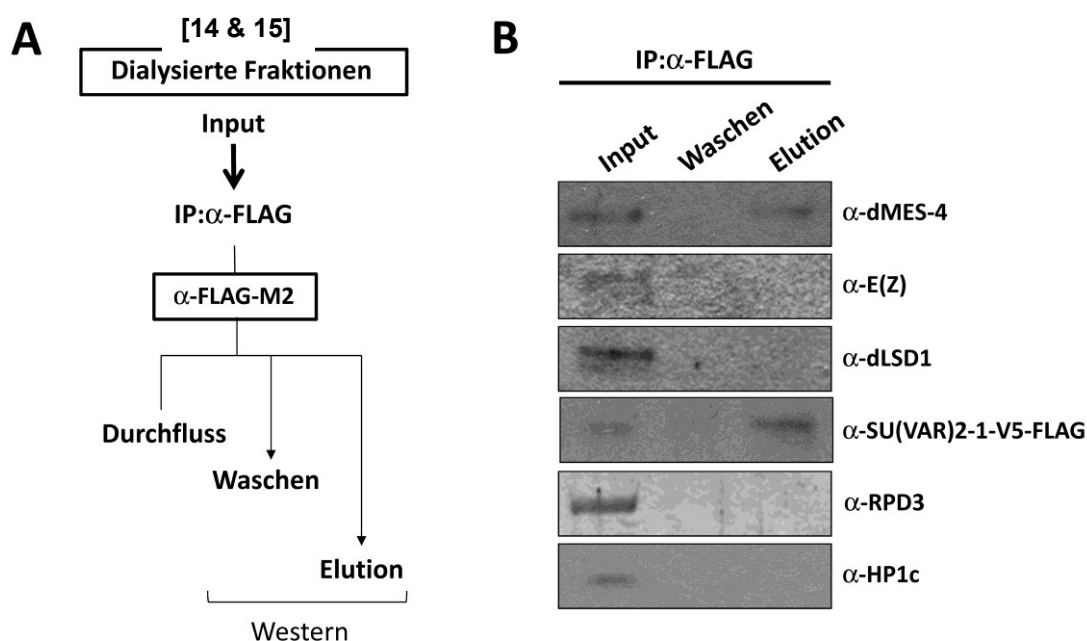 A
[14 & 15]
Dialysierte Fraktionen
Input
IP:α-FLAG
α-FLAG-M2
Durchfluss
Waschen
Elution
Western
B
IP:α-FLAG
Input Waschen Elution
α-dMES-4
α-E(Z)
α-dLSD1
α-SU(VAR)2-1-V5-FLAG
α-RPD3
α-HP1c